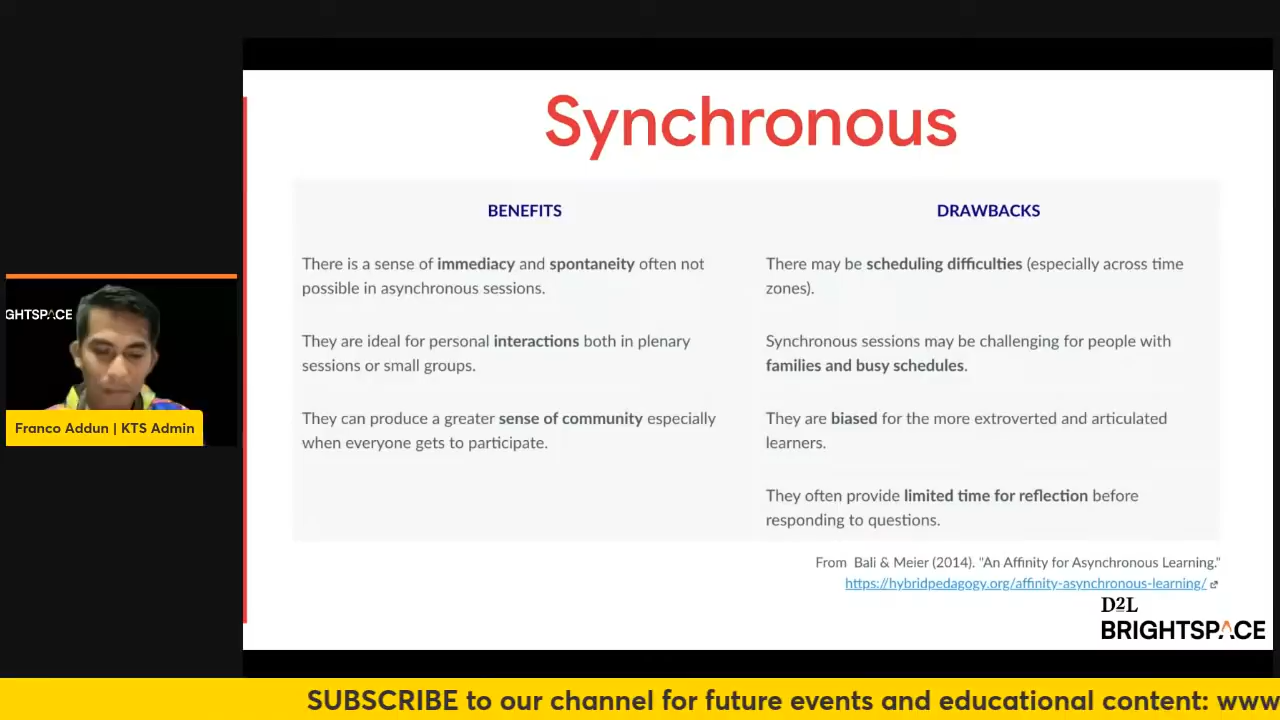 Synchronous
BENEFITS
There is a sense of immediacy and spontaneity often not
possible in asynchronous sessions.
They are ideal for personal interactions both in plenary
sessions or small groups.
They can produce a greater sense of community especially
when everyone gets to participate.
DRAWBACKS
There may be scheduling difficulties (especially across time
zones).
Synchronous sessions may be challenging for people with
families and busy schedules.
They are biased for the more extroverted and articulated
learners.
They often provide limited time for reflection before
responding to questions.
From Bali & Meier (2014). "An Affinity for Asynchronous Learning."
https://hybridpedagogy.org/affinity-asynchronous-learning/
D2L
BRIGHTSPACE
GHTSPACE
Franco Addun | KTS Admin
SUBSCRIBE to our channel for future events and educational content: www